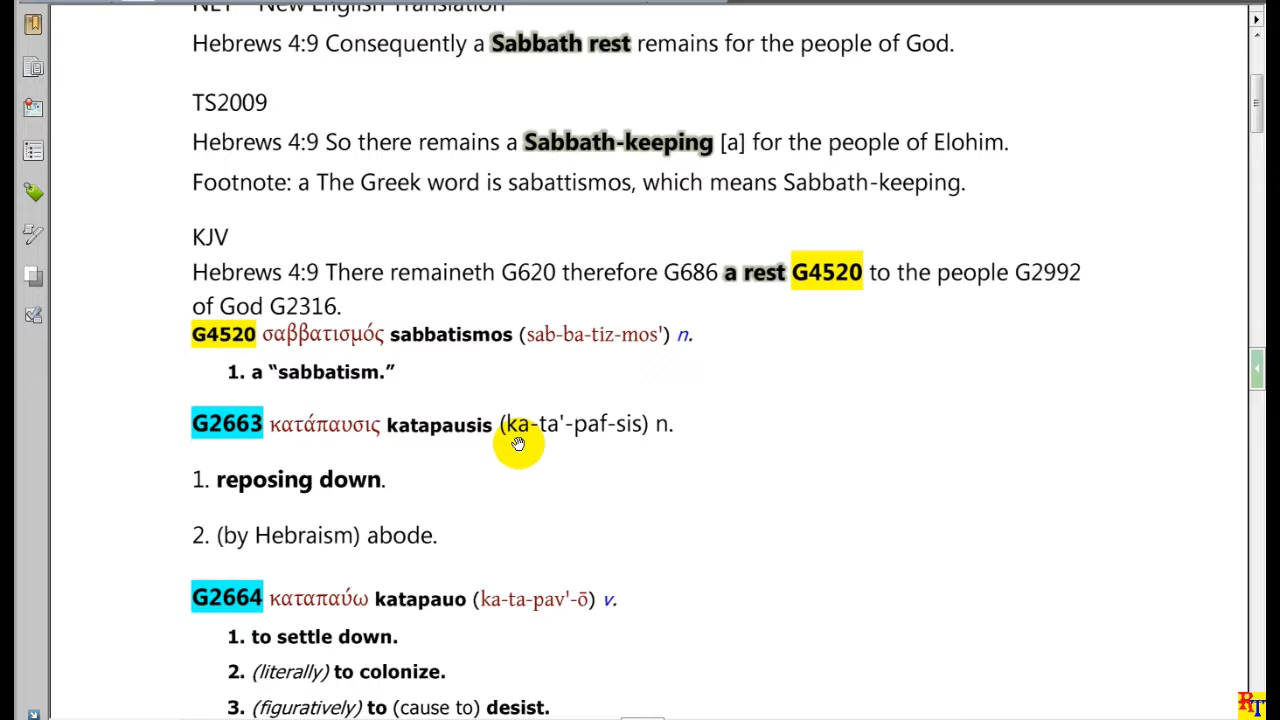 NET - New English Translation
Hebrews 4:9 Consequently a Sabbath rest remains for the people of God.
TS2009
Hebrews 4:9 So there remains a Sabbath-keeping [a] for the people of Elohim.
Footnote: a The Greek word is sabattismos, which means Sabbath-keeping.
KJV
Hebrews 4:9 There remaineth G620 therefore G686 a rest G4520 to the people G2992
of God G2316.
G4520 σαββατισμός sabbatismos (sab-ba-tiz-mos') n.
1. a “sabbatism.”
G2663 κατάπαυσις katapausis (ka-ta'-paf-sis) n.
1. reposing down.
2. (by Hebraism) abode.
G2664 καταπαύω katapauo (ka-ta-pav'-ō) v.
1. to settle down.
2. (literally) to colonize.
3. (figuratively) to (cause to) desist.
RT